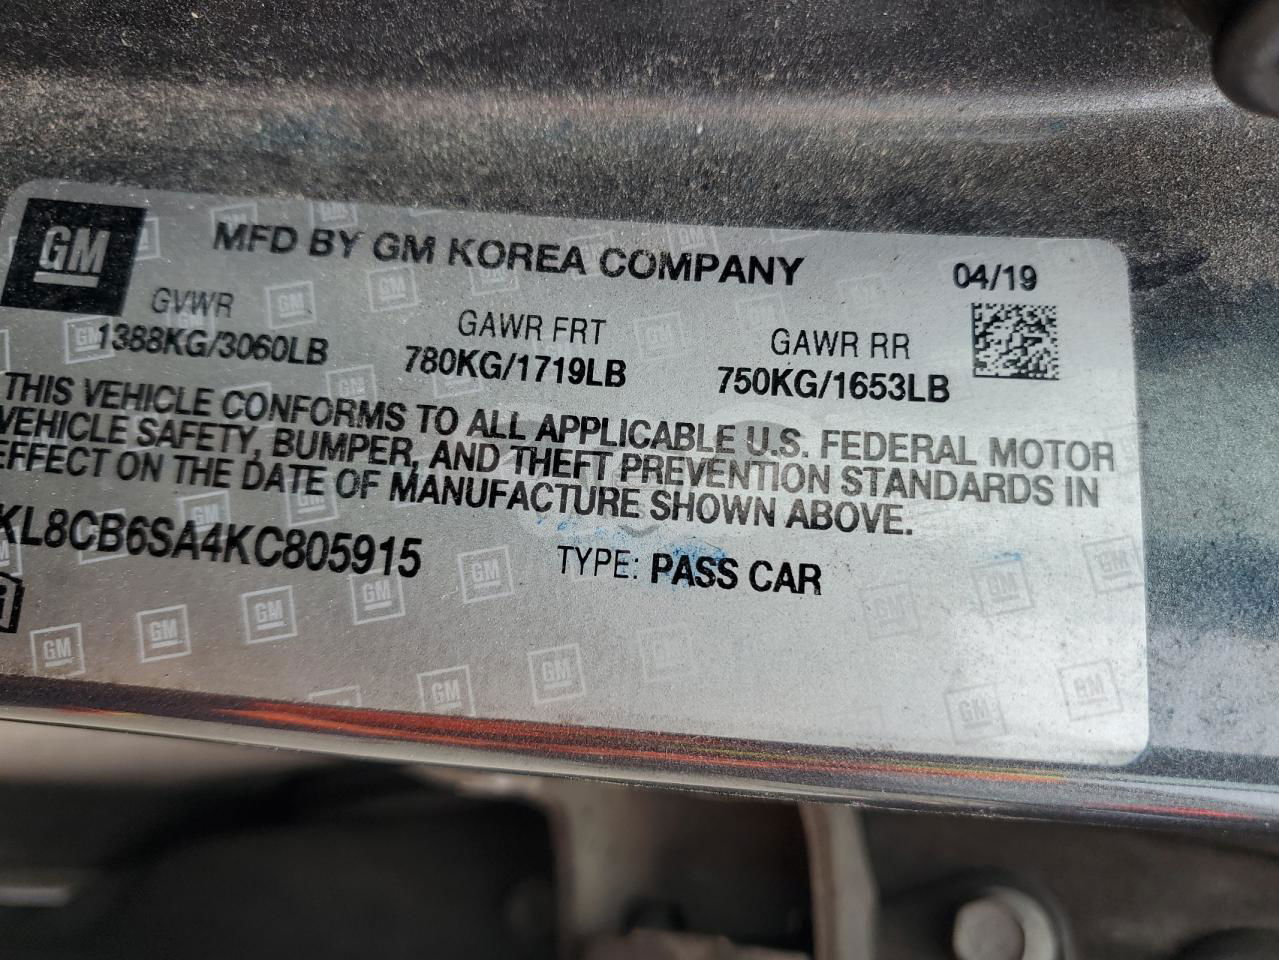 GM
MFD BY GM KOREA COMPANY 04/19
GVWR GAWR FRT GAWR RR
1388KG/3060LB 780KG/1719LB 750KG/1653LB
THIS VEHICLE CONFORMS TO ALL APPLICABLE U.S. FEDERAL MOTOR
VEHICLE SAFETY, BUMPER, AND THEFT PREVENTION STANDARDS IN
EFFECT ON THE DATE OF MANUFACTURE SHOWN ABOVE.
KL8CB6SA4KC805915 TYPE: PASS CAR